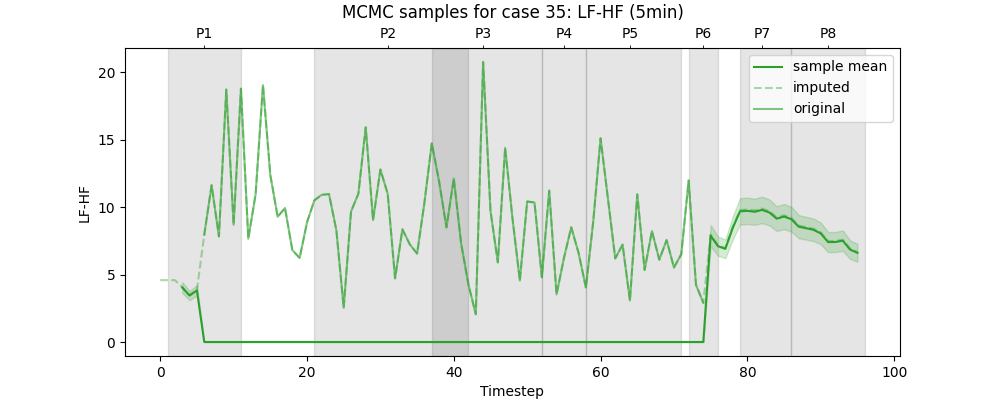 MCMC samples for case 35: LF-HF (5min)
P1 P2 P3 P4 P5 P6 P7 P8
sample mean
imputed
original
LF-HF
20
15
10
5
0
0 20 40 60 80 100
Timestep